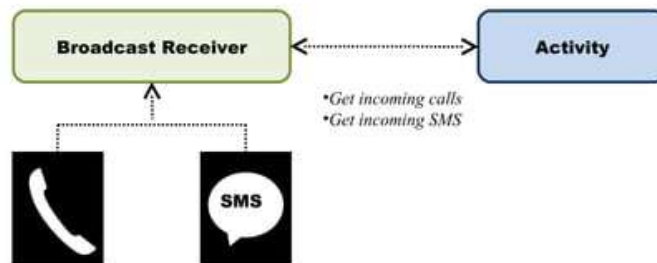 Broadcast Receiver
Activity
•Get incoming calls
•Get incoming SMS
SMS